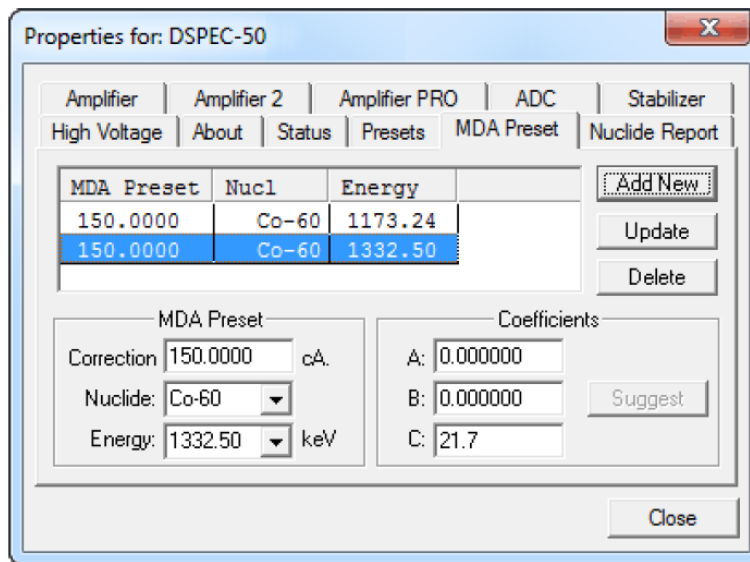 Properties for: DSPEC-50
Amplifier Amplifier 2 Amplifier PRO ADC Stabilizer
High Voltage About Status Presets MDA Preset Nuclide Report
MDA Preset Nucl Energy
150.0000 Co-60 1173.24
150.0000 Co-60 1332.50
Add New
Update
Delete
MDA Preset
Correction 150.0000 cA.
Nuclide: Co-60
Energy: 1332.50 keV
Coefficients
A: 0.000000
B: 0.000000
C: 21.7
Suggest
Close